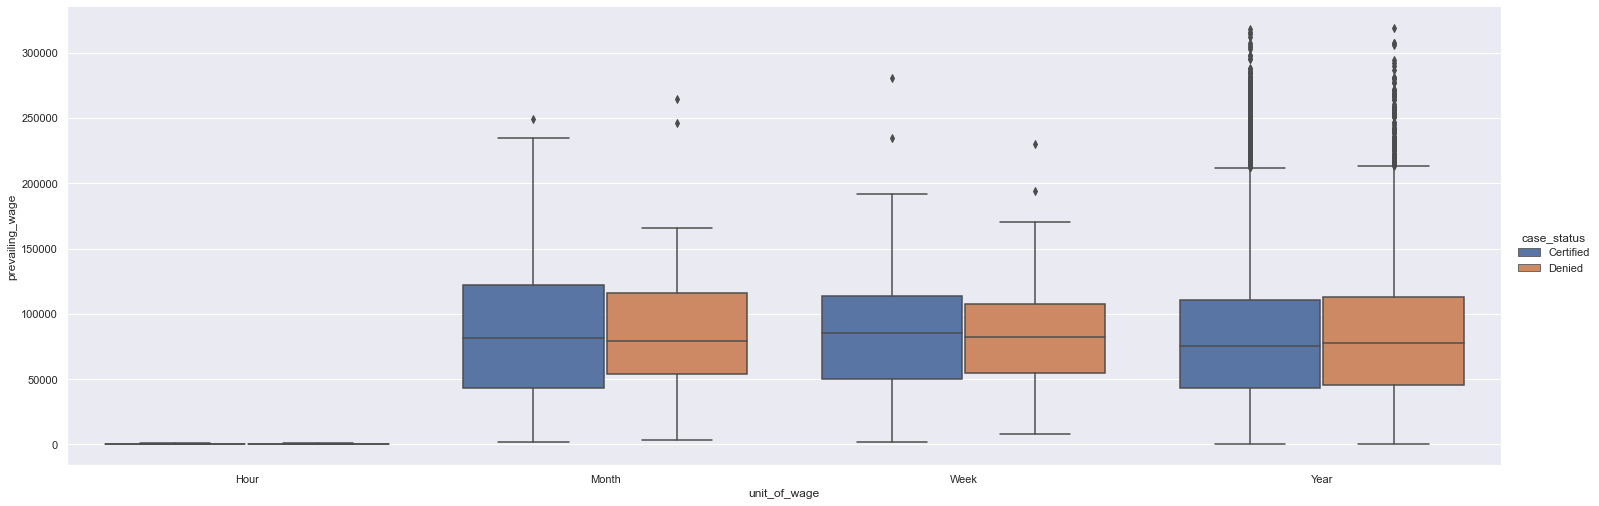 prevailing_wage
300000
250000
200000
150000
100000
50000
0
Hour
Month
Week
Year
unit_of_wage
case_status
Certified
Denied